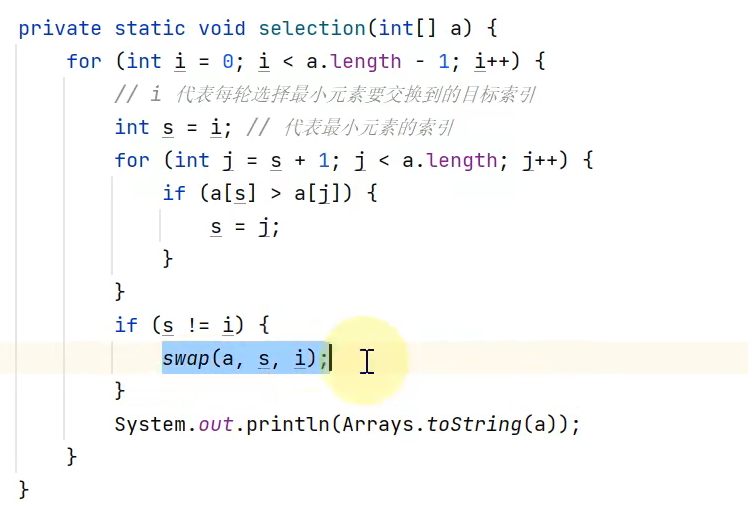 private static void selection(int[] a) {
for (int i = 0; i < a.length - 1; i++) {
// i 代表每轮选择最小元素要交换到的目标索引
int s = i; // 代表最小元素的索引
for (int j = s + 1; j < a.length; j++) {
if (a[s] > a[j]) {
s = j;
}
}
if (s != i) {
swap(a, s, i);
}
System.out.println(Arrays.toString(a));
}
}